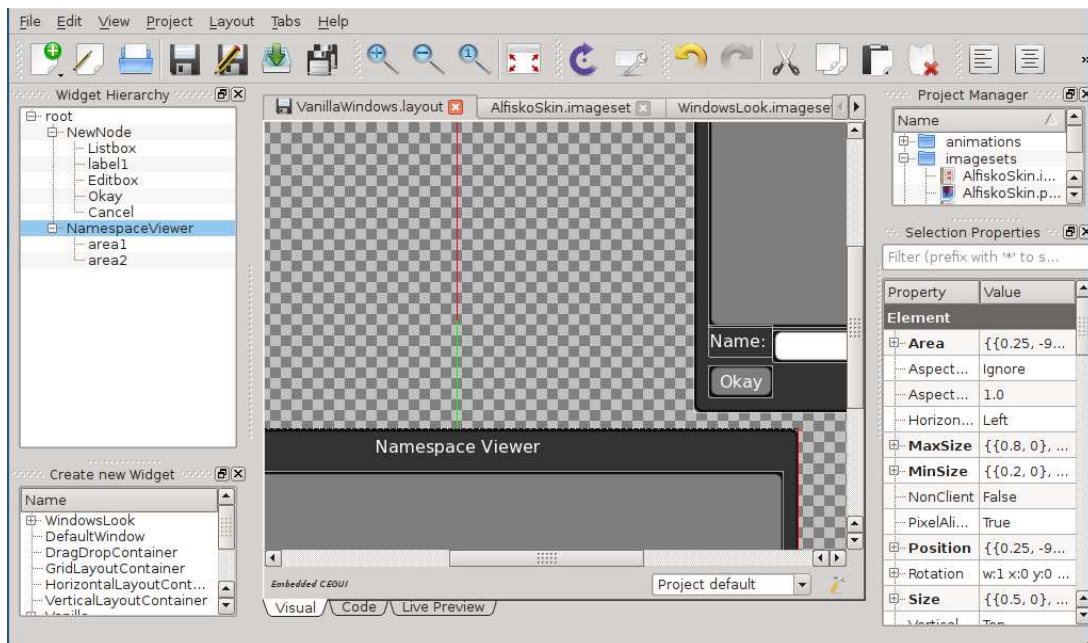 File Edit View Project Layout Tabs Help
Widget Hierarchy
root
NewNode
Listbox
label1
Editbox
Okay
Cancel
NamespaceViewer
area1
area2
Create new Widget
Name
WindowsLook
DefaultWindow
DragDropContainer
GridLayoutContainer
HorizontalLayoutCont...
VerticalLayoutContainer
Vanilla
VanillaWindows.layout AlfiskoSkin.imageset WindowsLook.imageset
Name:
Okay
Namespace Viewer
Embedded CEGUI
Project default
Visual Code Live Preview
Project Manager
Name
animations
imagesets
AlfiskoSkin.i...
AlfiskoSkin.p...
Selection Properties
Filter (prefix with '*' to s...
Property Value
Element
Area {{0.25, -9...
Aspect... Ignore
Aspect... 1.0
Horizon... Left
MaxSize {{0.8, 0}, ...
MinSize {{0.2, 0}, ...
NonClient False
PixelAli... True
Position {{0.25, -9...
Rotation w:1 x:0 y:0 ...
Size {{0.5, 0}, ...
Vertical Top